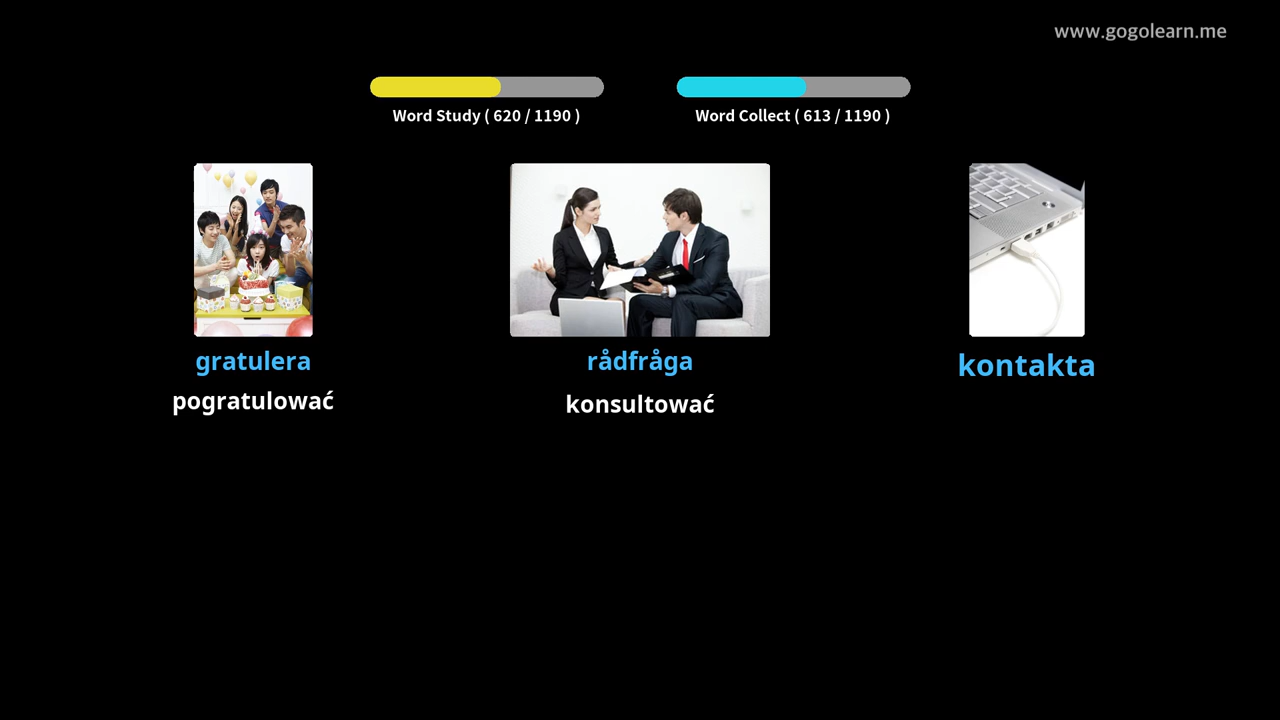 www.gogolearn.me
Word Study ( 620 / 1190 )
Word Collect ( 613 / 1190 )
gratulera
rådfråga
kontakta
pogratulować
konsultować